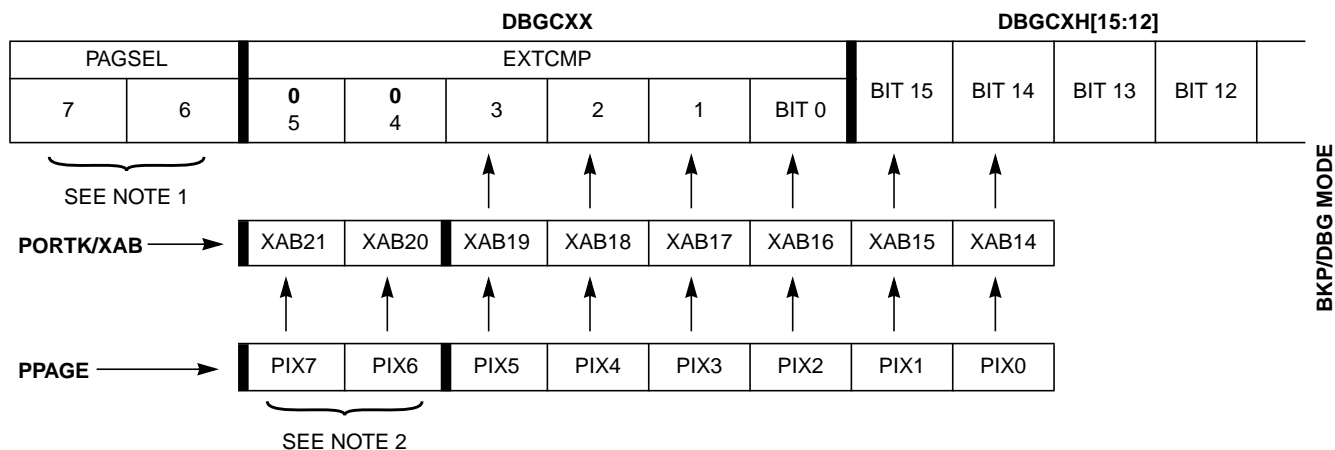 DBGCXX DBGCXH[15:12]
PAGSEL EXTCMP
7 6 0 5 0 4 3 2 1 BIT 0 BIT 15 BIT 14 BIT 13 BIT 12
SEE NOTE 1
PORTK/XAB XAB21 XAB20 XAB19 XAB18 XAB17 XAB16 XAB15 XAB14
PPAGE PIX7 PIX6 PIX5 PIX4 PIX3 PIX2 PIX1 PIX0
SEE NOTE 2
BKP/DBG MODE